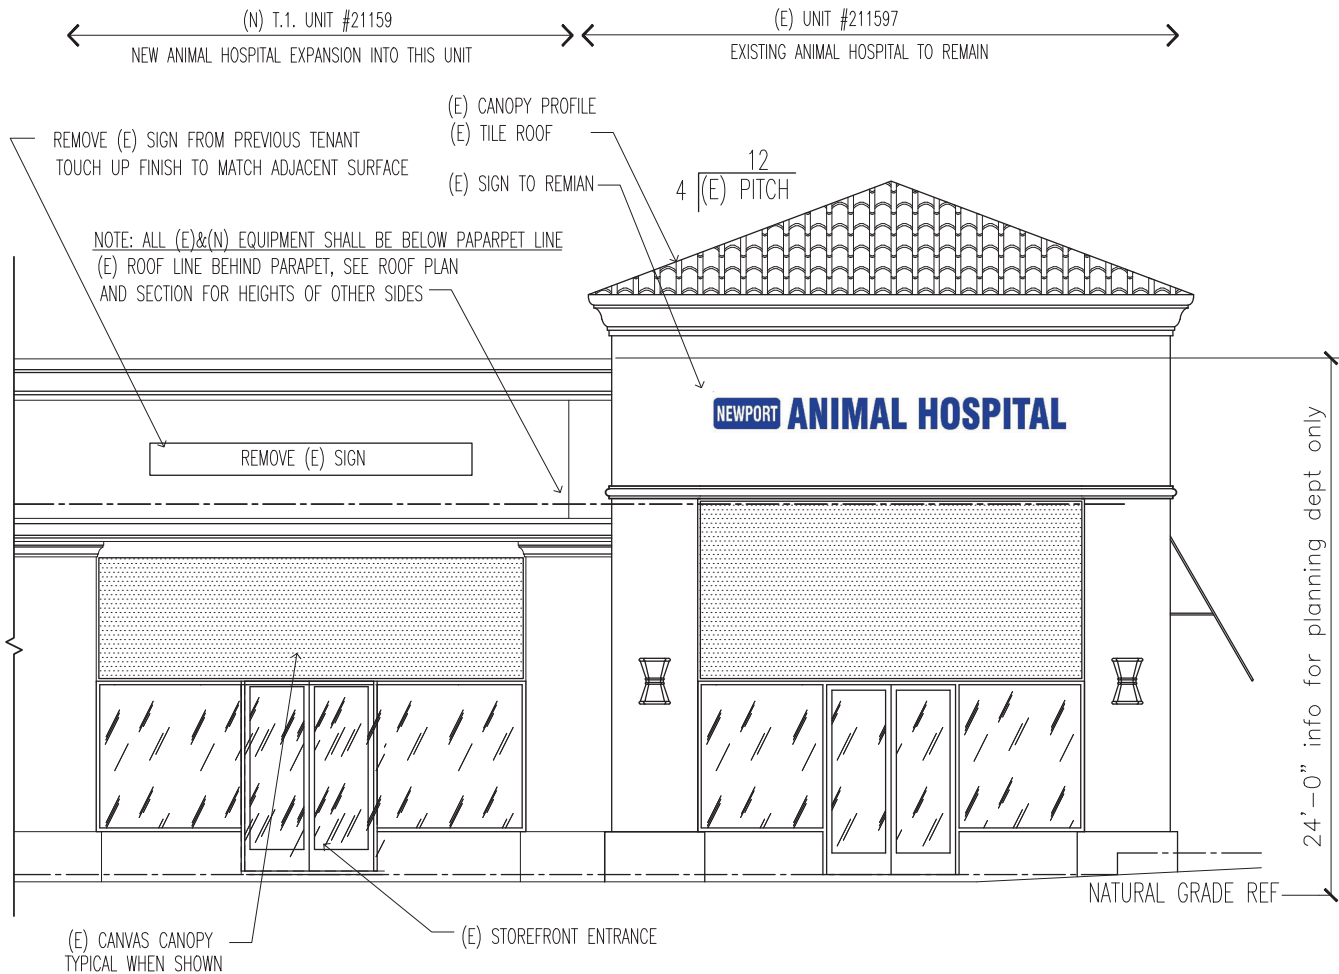 (N) T.1. UNIT #21159
NEW ANIMAL HOSPITAL EXPANSION INTO THIS UNIT
(E) UNIT #211597
EXISTING ANIMAL HOSPITAL TO REMAIN
(E) CANOPY PROFILE
(E) TILE ROOF
(E) SIGN TO REMIAN
REMOVE (E) SIGN FROM PREVIOUS TENANT
TOUCH UP FINISH TO MATCH ADJACENT SURFACE
12
4 (E) PITCH
NOTE: ALL (E)&(N) EQUIPMENT SHALL BE BELOW PAPARPET LINE
(E) ROOF LINE BEHIND PARAPET, SEE ROOF PLAN
AND SECTION FOR HEIGHTS OF OTHER SIDES
NEWPORT ANIMAL HOSPITAL
REMOVE (E) SIGN
24'-0" info for planning dept only
NATURAL GRADE REF
(E) CANVAS CANOPY
TYPICAL WHEN SHOWN
(E) STOREFRONT ENTRANCE